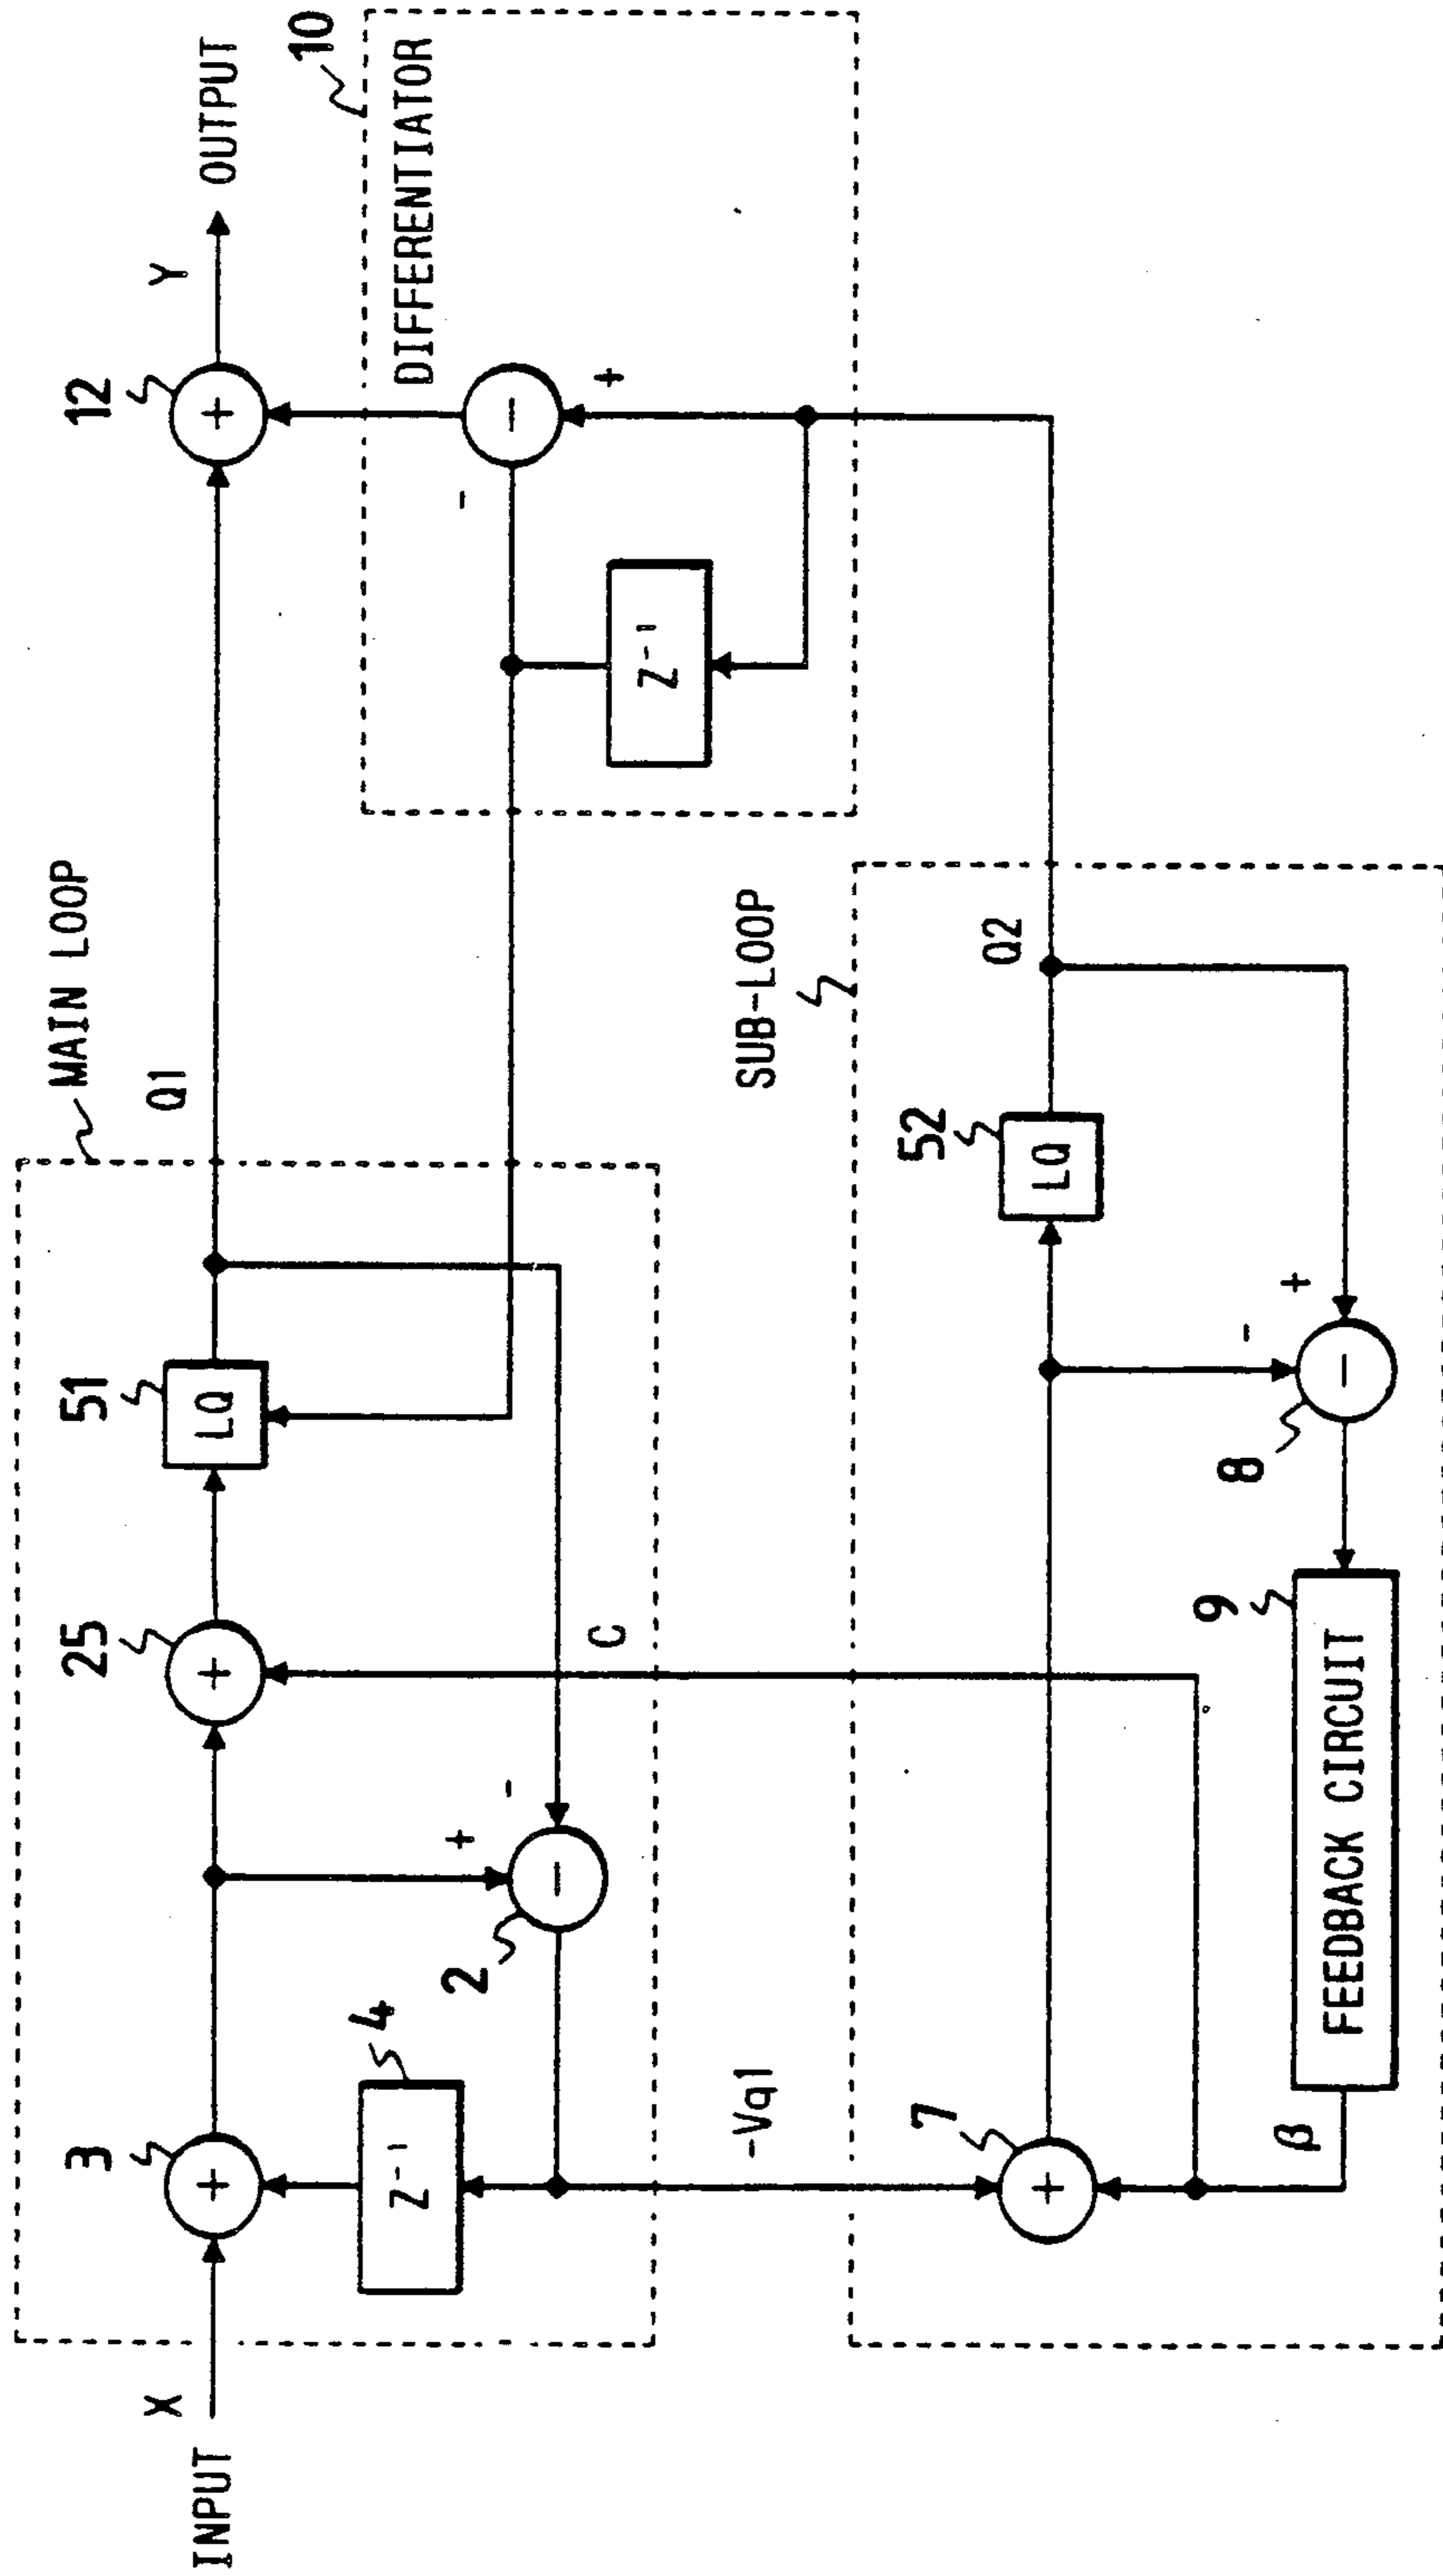 MAIN LOOP
INPUT
X
3
+
Z⁻¹
4
+
-
2
-
25
+
C
51
LQ
Q1
12
+
Y
OUTPUT
10
DIFFERENTIATOR
-
-
+
Z⁻¹
-Vq1
SUB-LOOP
7
+
52
LQ
Q2
8
-
-
+
9
FEEDBACK CIRCUIT
β